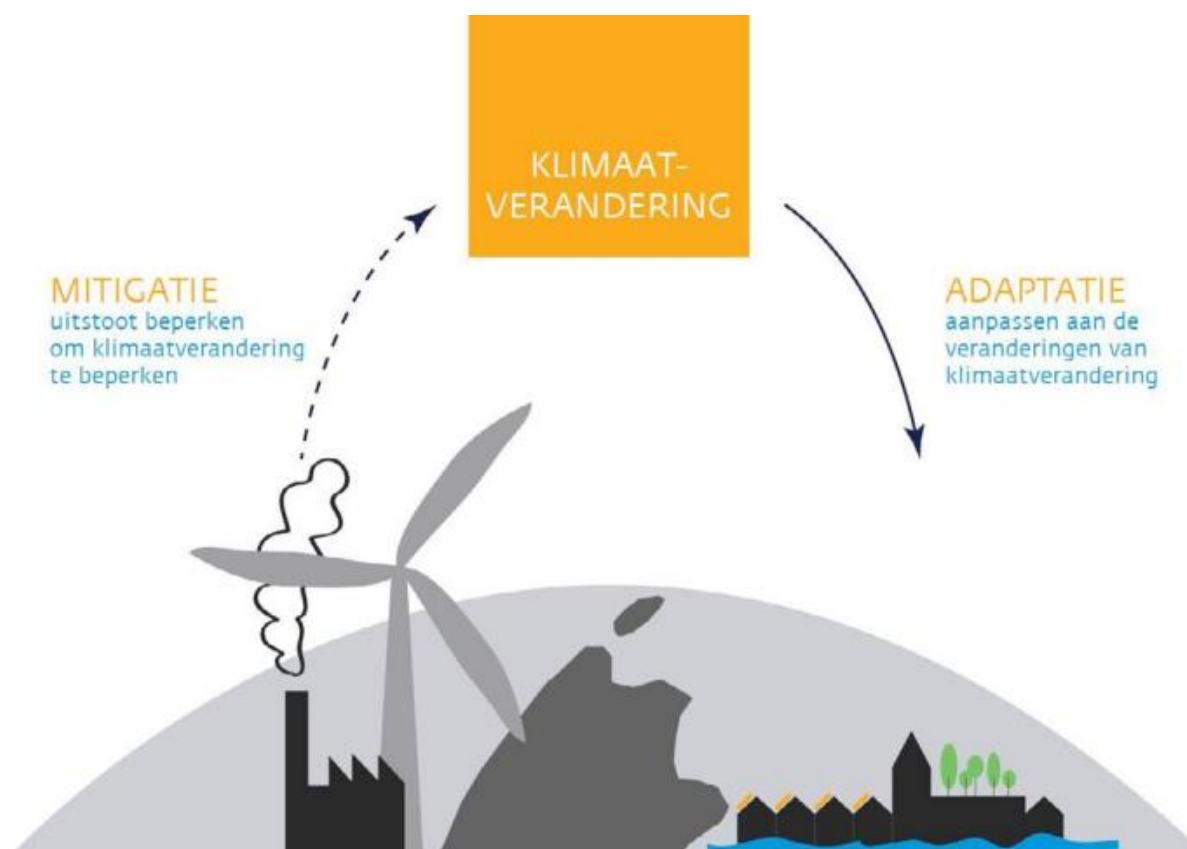 KLIMAAT-
VERANDERING
MITIGATIE
uitstoot beperken
om klimaatverandering
te beperken
ADAPTATIE
aanpassen aan de
veranderingen van
klimaatverandering